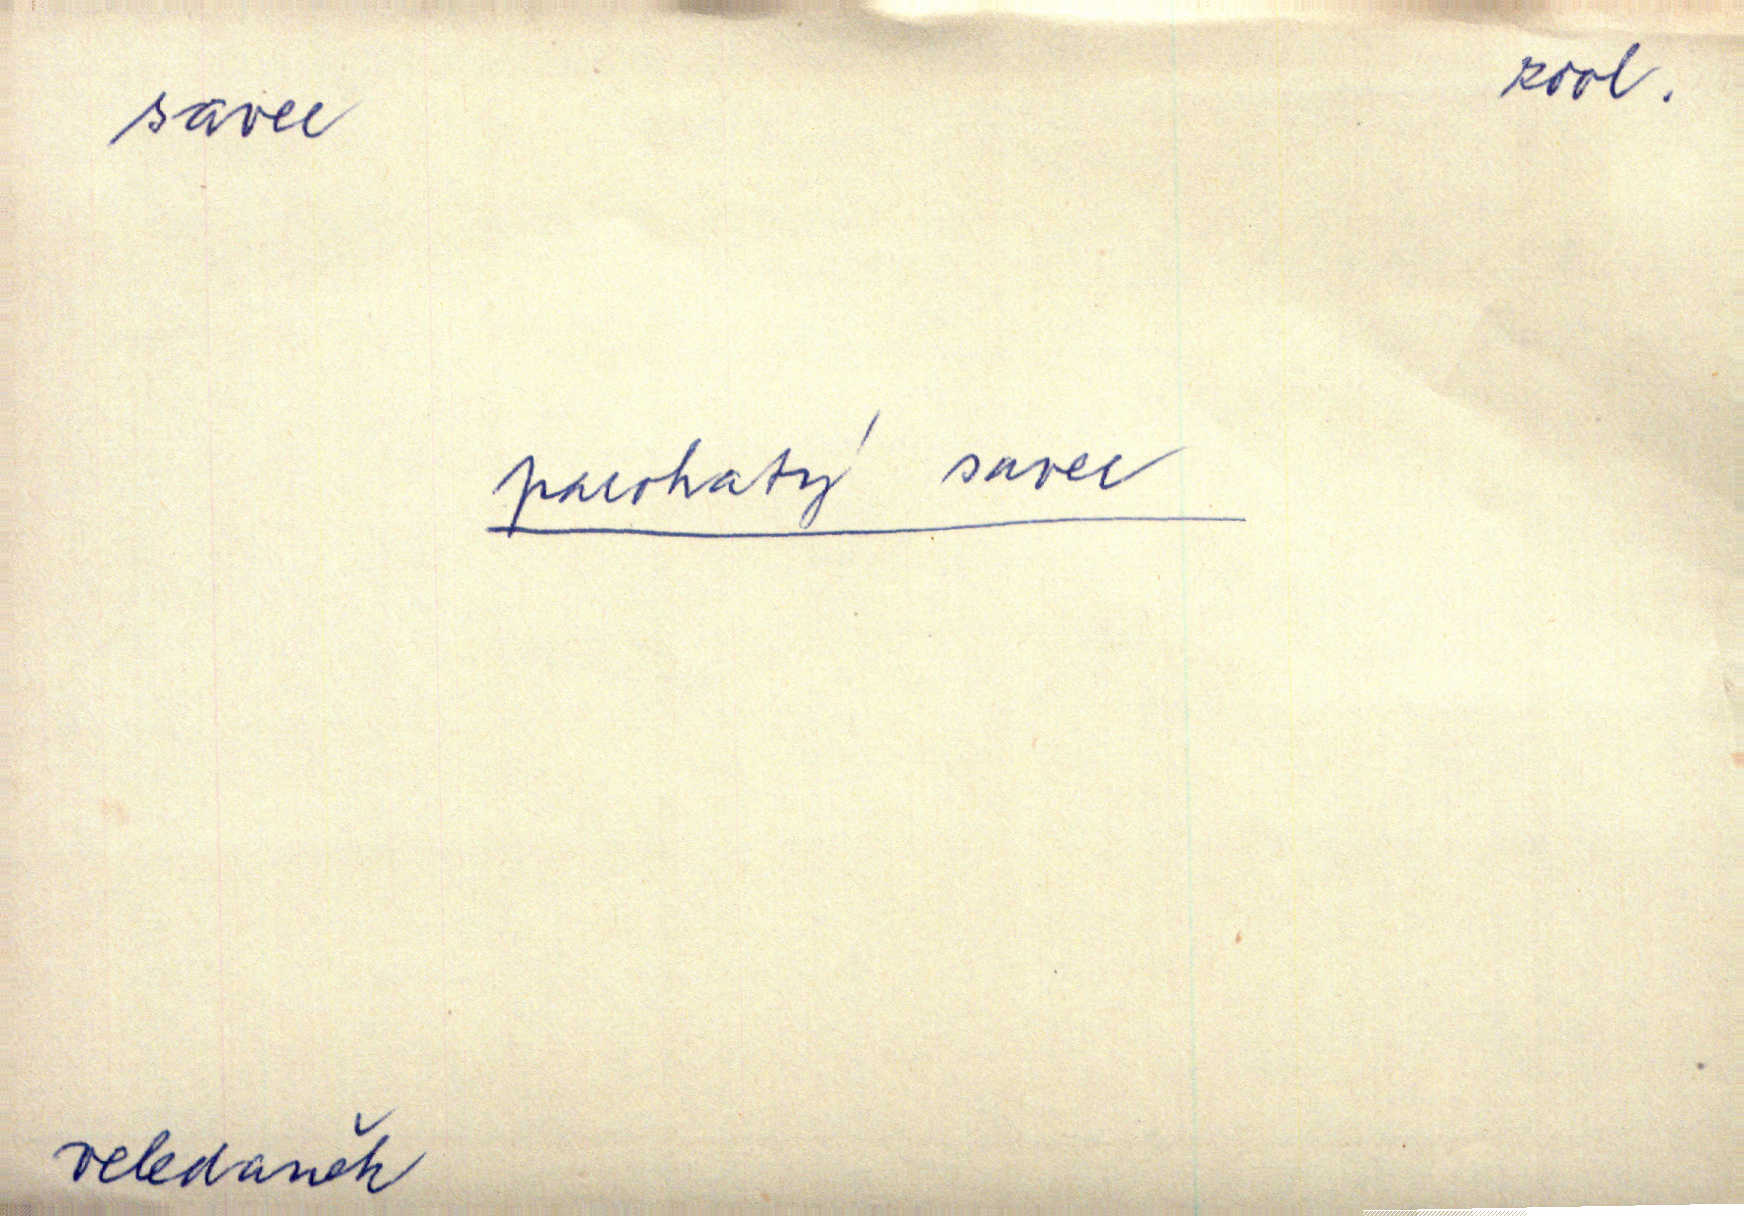 savec
zool.
parohatý savec
veledaněk